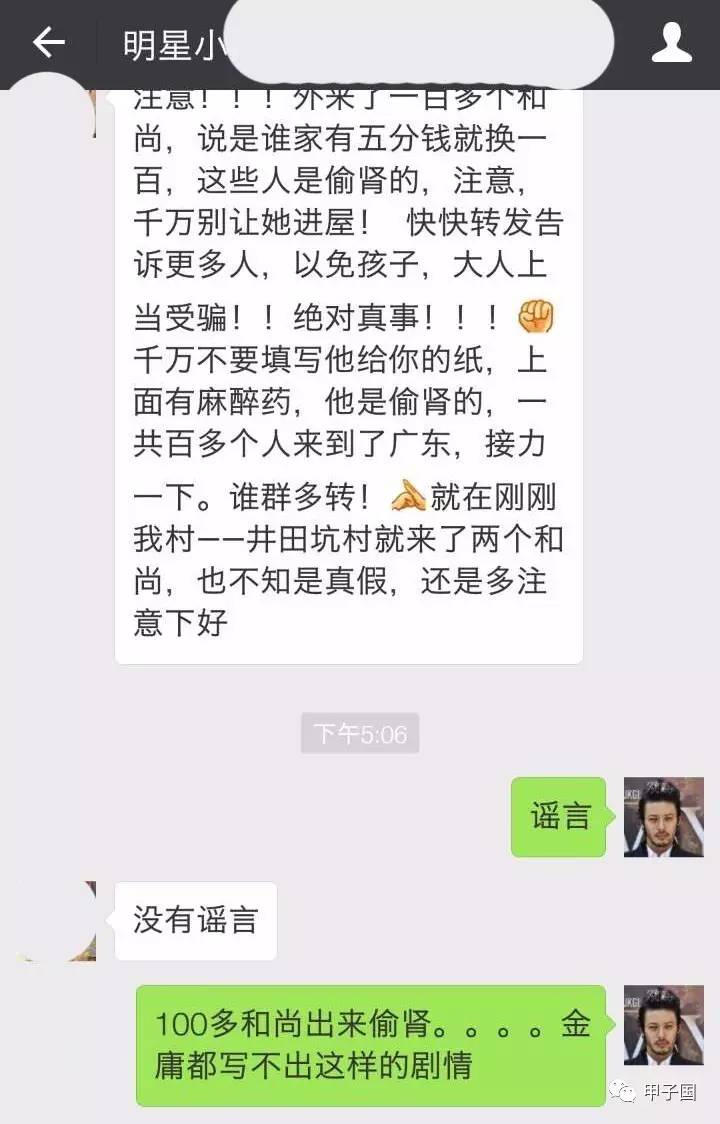 明星小
注意！！！外来了一百多个和
尚，说是谁家有五分钱就换一
百，这些人是偷肾的，注意，
千万别让她进屋！ 快快转发告
诉更多人，以免孩子，大人上
当受骗！！绝对真事！！！✊
千万不要填写他给你的纸，上
面有麻醉药，他是偷肾的，一
共百多个人来到了广东，接力
一下。谁群多转！🙏就在刚刚
我村——井田坑村就来了两个和
尚，也不知是真假，还是多注
意下好
下午5:06
谣言
没有谣言
100多和尚出来偷肾。。。。金
庸都写不出这样的剧情
甲子国